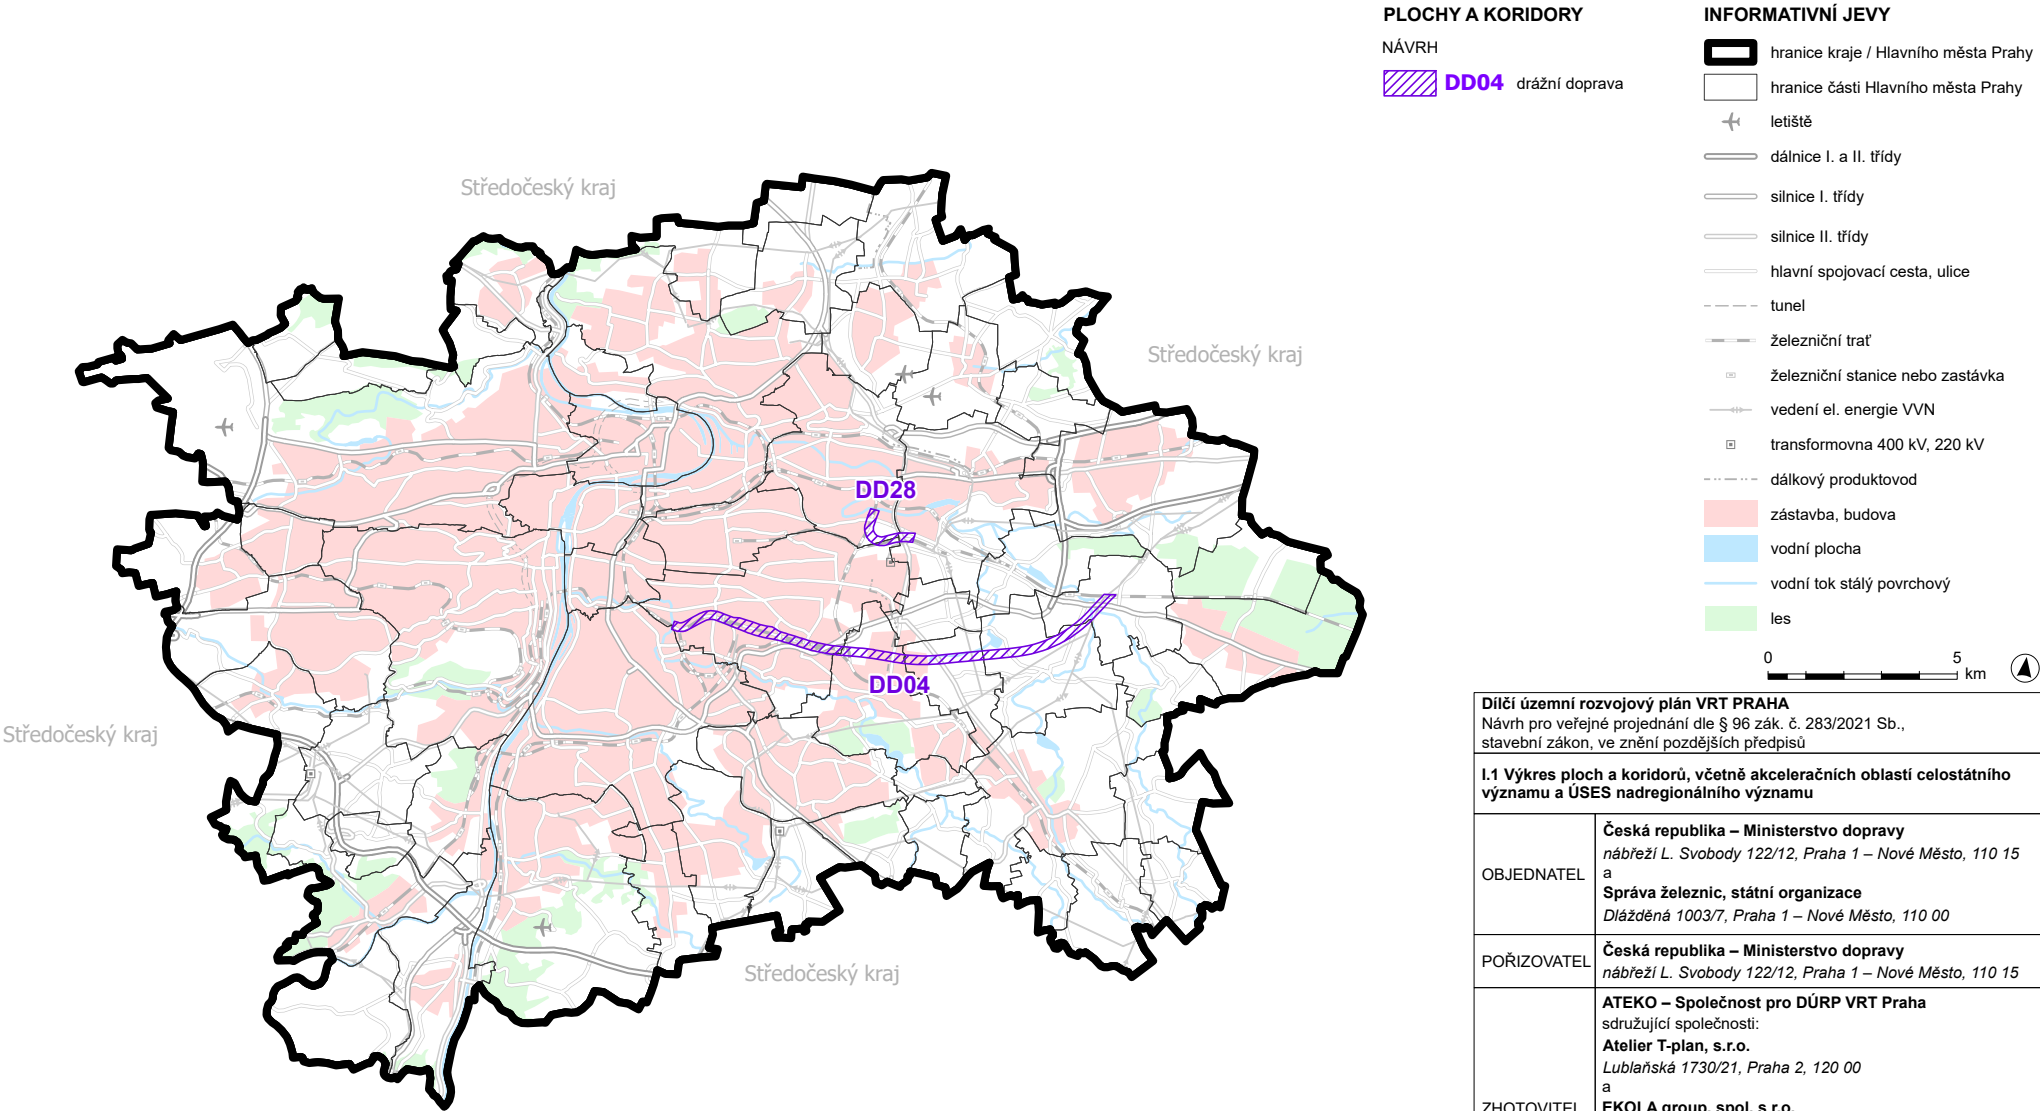 PLOCHY A KORIDORY
NÁVRH
DD04 drážní doprava
INFORMATIVNÍ JEVY
hranice kraje / Hlavního města Prahy
hranice části Hlavního města Prahy
letiště
dálnice I. a II. třídy
silnice I. třídy
silnice II. třídy
hlavní spojovací cesta, ulice
tunel
železniční trať
železniční stanice nebo zastávka
vedení el. energie VVN
transformovna 400 kV, 220 kV
dálkový produktovod
zástavba, budova
vodní plocha
vodní tok stálý povrchový
les
0 5
km
Středočeský kraj
Středočeský kraj
DD28
DD04
Středočeský kraj
Středočeský kraj
Dílčí územní rozvojový plán VRT PRAHA
Návrh pro veřejné projednání dle § 96 zák. č. 283/2021 Sb.,
stavební zákon, ve znění pozdějších předpisů
I.1 Výkres ploch a koridorů, včetně akceleračních oblastí celostátního
významu a ÚSES nadregionálního významu
OBJEDNATEL
Česká republika – Ministerstvo dopravy
nábřeží L. Svobody 122/12, Praha 1 – Nové Město, 110 15
a
Správa železnic, státní organizace
Dlážděná 1003/7, Praha 1 – Nové Město, 110 00
POŘIZOVATEL
Česká republika – Ministerstvo dopravy
nábřeží L. Svobody 122/12, Praha 1 – Nové Město, 110 15
ZHOTOVITEL
ATEKO – Společnost pro DÚRP VRT Praha
sdružující společnosti:
Atelier T-plan, s.r.o.
Lublaňská 1730/21, Praha 2, 120 00
a
EKOLA group, spol. s r.o.